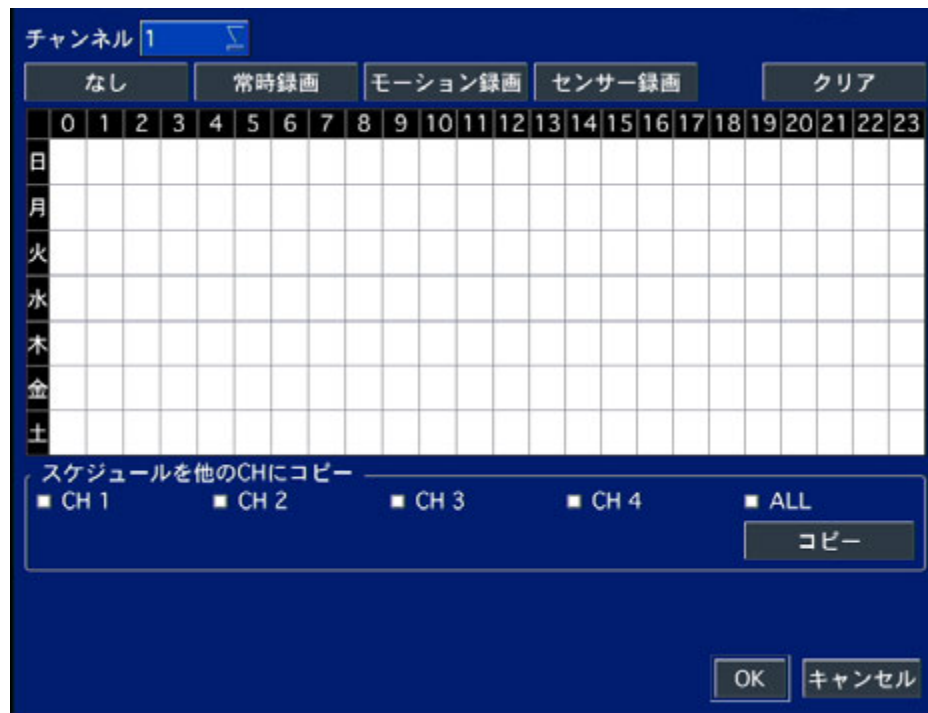 チャンネル 1
なし 常時録画 モーション録画 センサー録画 クリア
0 1 2 3 4 5 6 7 8 9 10 11 12 13 14 15 16 17 18 19 20 21 22 23
日
月
火
水
木
金
土
スケジュールを他のCHにコピー
CH 1 CH 2 CH 3 CH 4 ALL
コピー
OK キャンセル